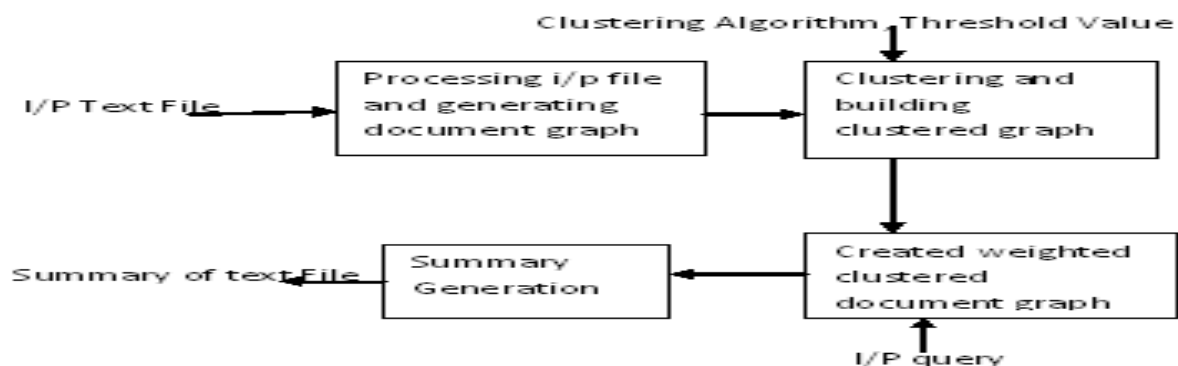 Clustering Algorithm, Threshold Value
Processing i/p file
and generating
document graph
Clustering and
building
clustered graph
I/P Text File
Created weighted
clustered
document graph
Summary
Generation
Summary of text File
I/P query